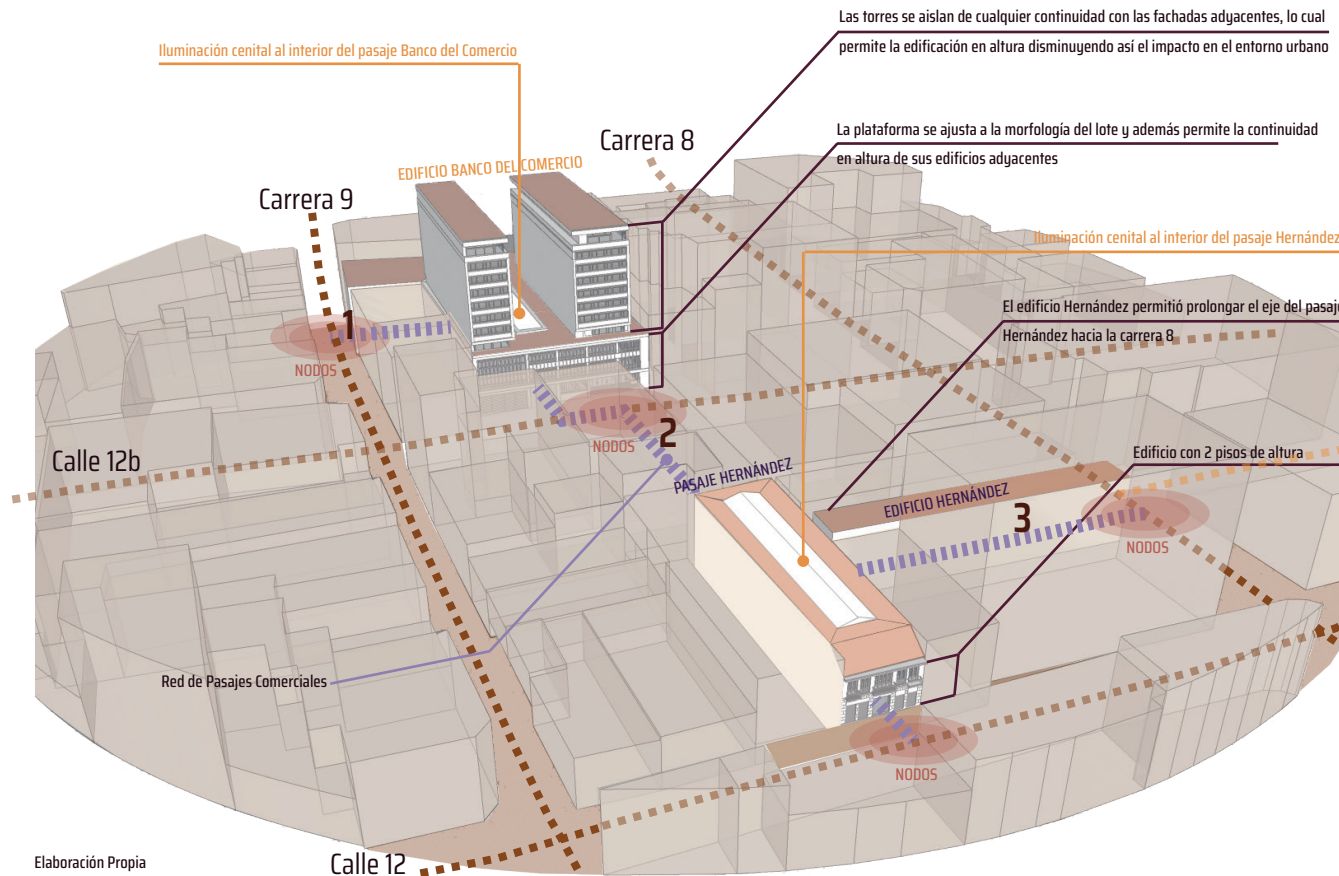 Las torres se aislan de cualquier continuidad con las fachadas adyacentes, lo cual
permite la edificación en altura disminuyendo así el impacto en el entorno urbano
Iluminación cenital al interior del pasaje Banco del Comercio
La plataforma se ajusta a la morfología del lote y además permite la continuidad
en altura de sus edificios adyacentes
Carrera 8
EDIFICIO BANCO DEL COMERCIO
Carrera 9
Iluminación cenital al interior del pasaje Hernández
El edificio Hernández permitió prolongar el eje del pasaje
Hernández hacia la carrera 8
1
NODOS
2
NODOS
Calle 12b
Edificio con 2 pisos de altura
PASAJE HERNÁNDEZ
EDIFICIO HERNÁNDEZ
3
NODOS
Red de Pasajes Comerciales
NODOS
Elaboración Propia
Calle 12